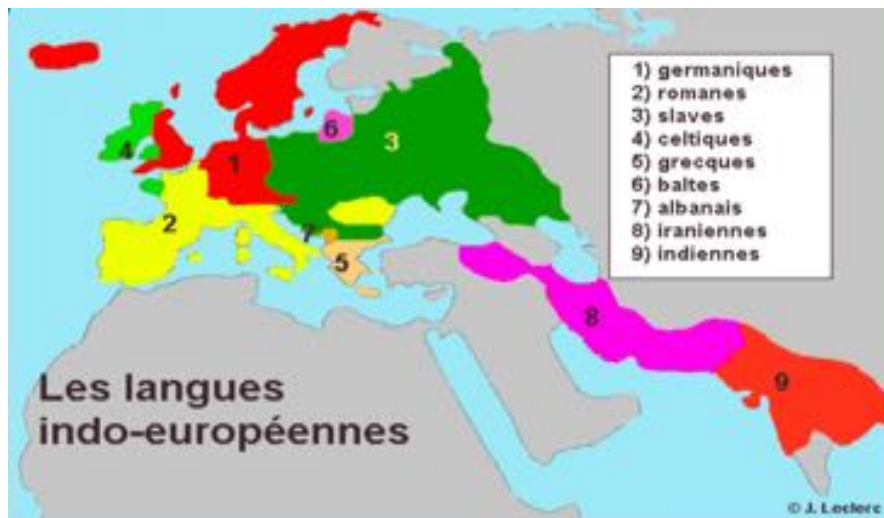 1) germaniques
2) romanes
3) slaves
4) celtiques
5) grecques
6) baltes
7) albanais
8) iraniennes
9) indiennes
6
3
4
1
2
7
5
8
9
Les langues
indo-européennes
© J. Leclerc